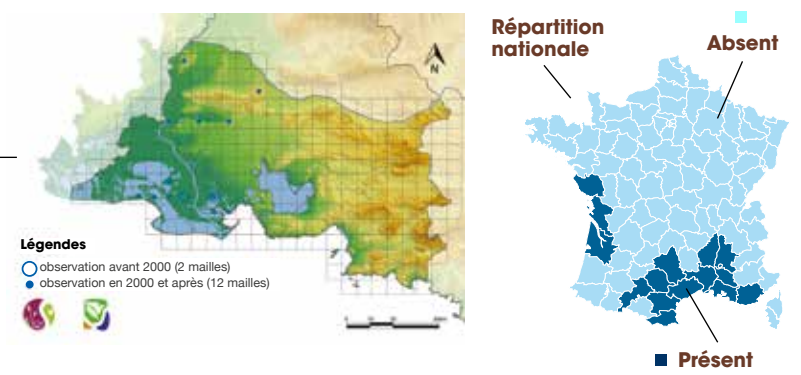 N
Légendes
observation avant 2000 (2 mailles)
observation en 2000 et après (12 mailles)
Répartition
nationale
Absent
Présent